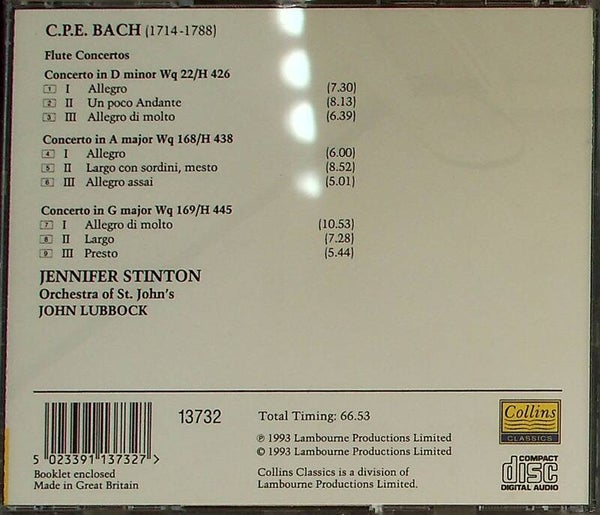 C.P.E. BACH (1714-1788)
Flute Concertos
Concerto in D minor Wq 22/H 426
1 I Allegro (7.30)
2 II Un poco Andante (8.13)
3 III Allegro di molto (6.39)
Concerto in A major Wq 168/H 438
4 I Allegro (6.00)
5 II Largo con sordini, mesto (8.52)
6 III Allegro assai (5.01)
Concerto in G major Wq 169/H 445
7 I Allegro di molto (10.53)
8 II Largo (7.28)
9 III Presto (5.44)
JENNIFER STINTON
Orchestra of St. John's
JOHN LUBBOCK
13732
5 023391 137327 >
Booklet enclosed
Made in Great Britain
Total Timing: 66.53
℗ 1993 Lambourne Productions Limited
© 1993 Lambourne Productions Limited
Collins Classics is a division of
Lambourne Productions Limited.
Collins
CLASSICS
COMPACT
disc
DIGITAL AUDIO